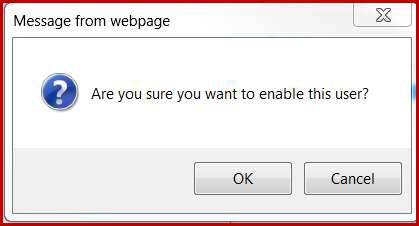 Message from webpage
Are you sure you want to enable this user?
OK Cancel